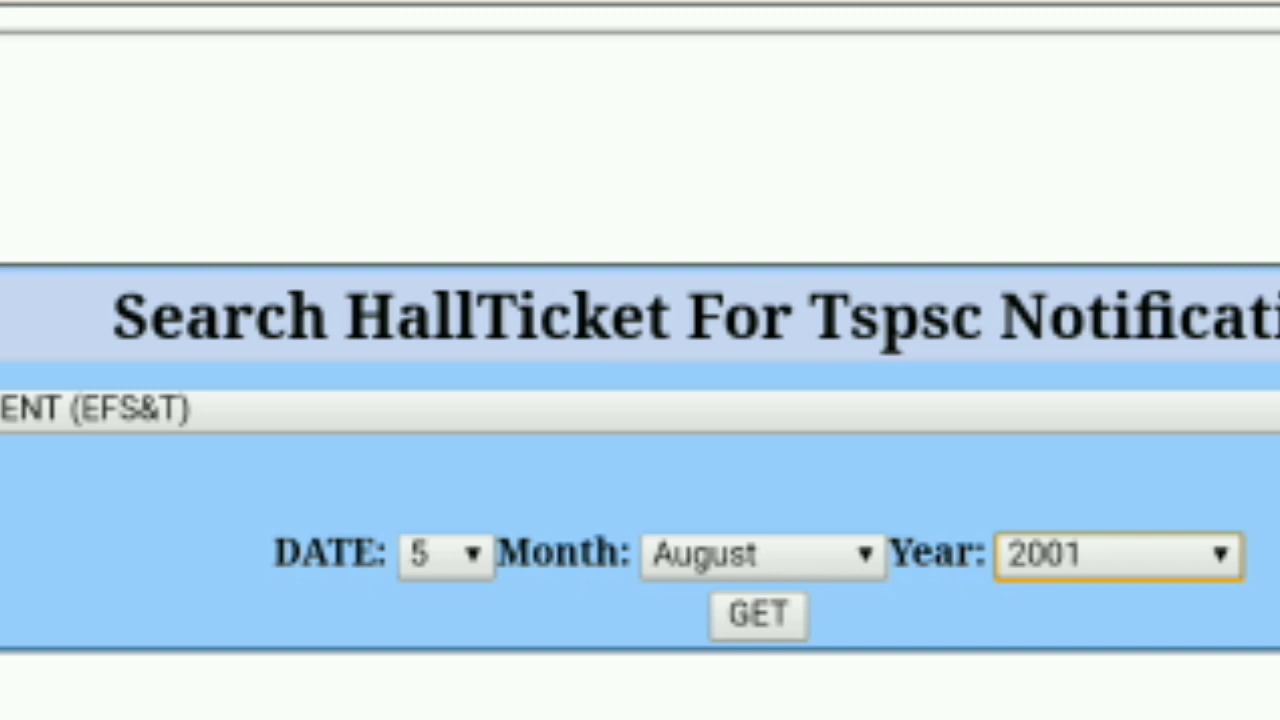 Search HallTicket For Tspsc Notificati
ENT (EFS&T)
DATE: 5 Month: August Year: 2001
GET